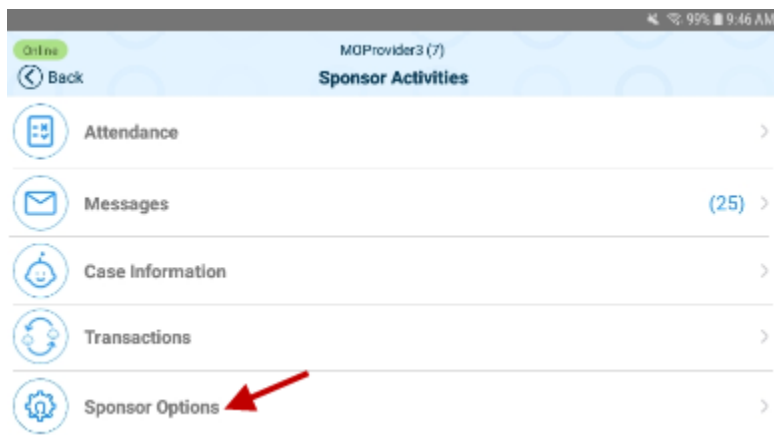 99% 9:46 AM
Online
MOProvider3 (7)
Back
Sponsor Activities
Attendance
Messages
(25)
Case Information
Transactions
Sponsor Options